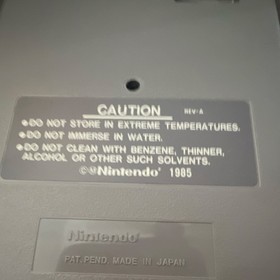 CAUTION REV-A
●DO NOT STORE IN EXTREME TEMPERATURES.
●DO NOT IMMERSE IN WATER.
●DO NOT CLEAN WITH BENZENE, THINNER,
ALCOHOL OR OTHER SUCH SOLVENTS.
©Ⓜ Nintendo® 1985
Nintendo®
PAT. PEND. MADE IN JAPAN